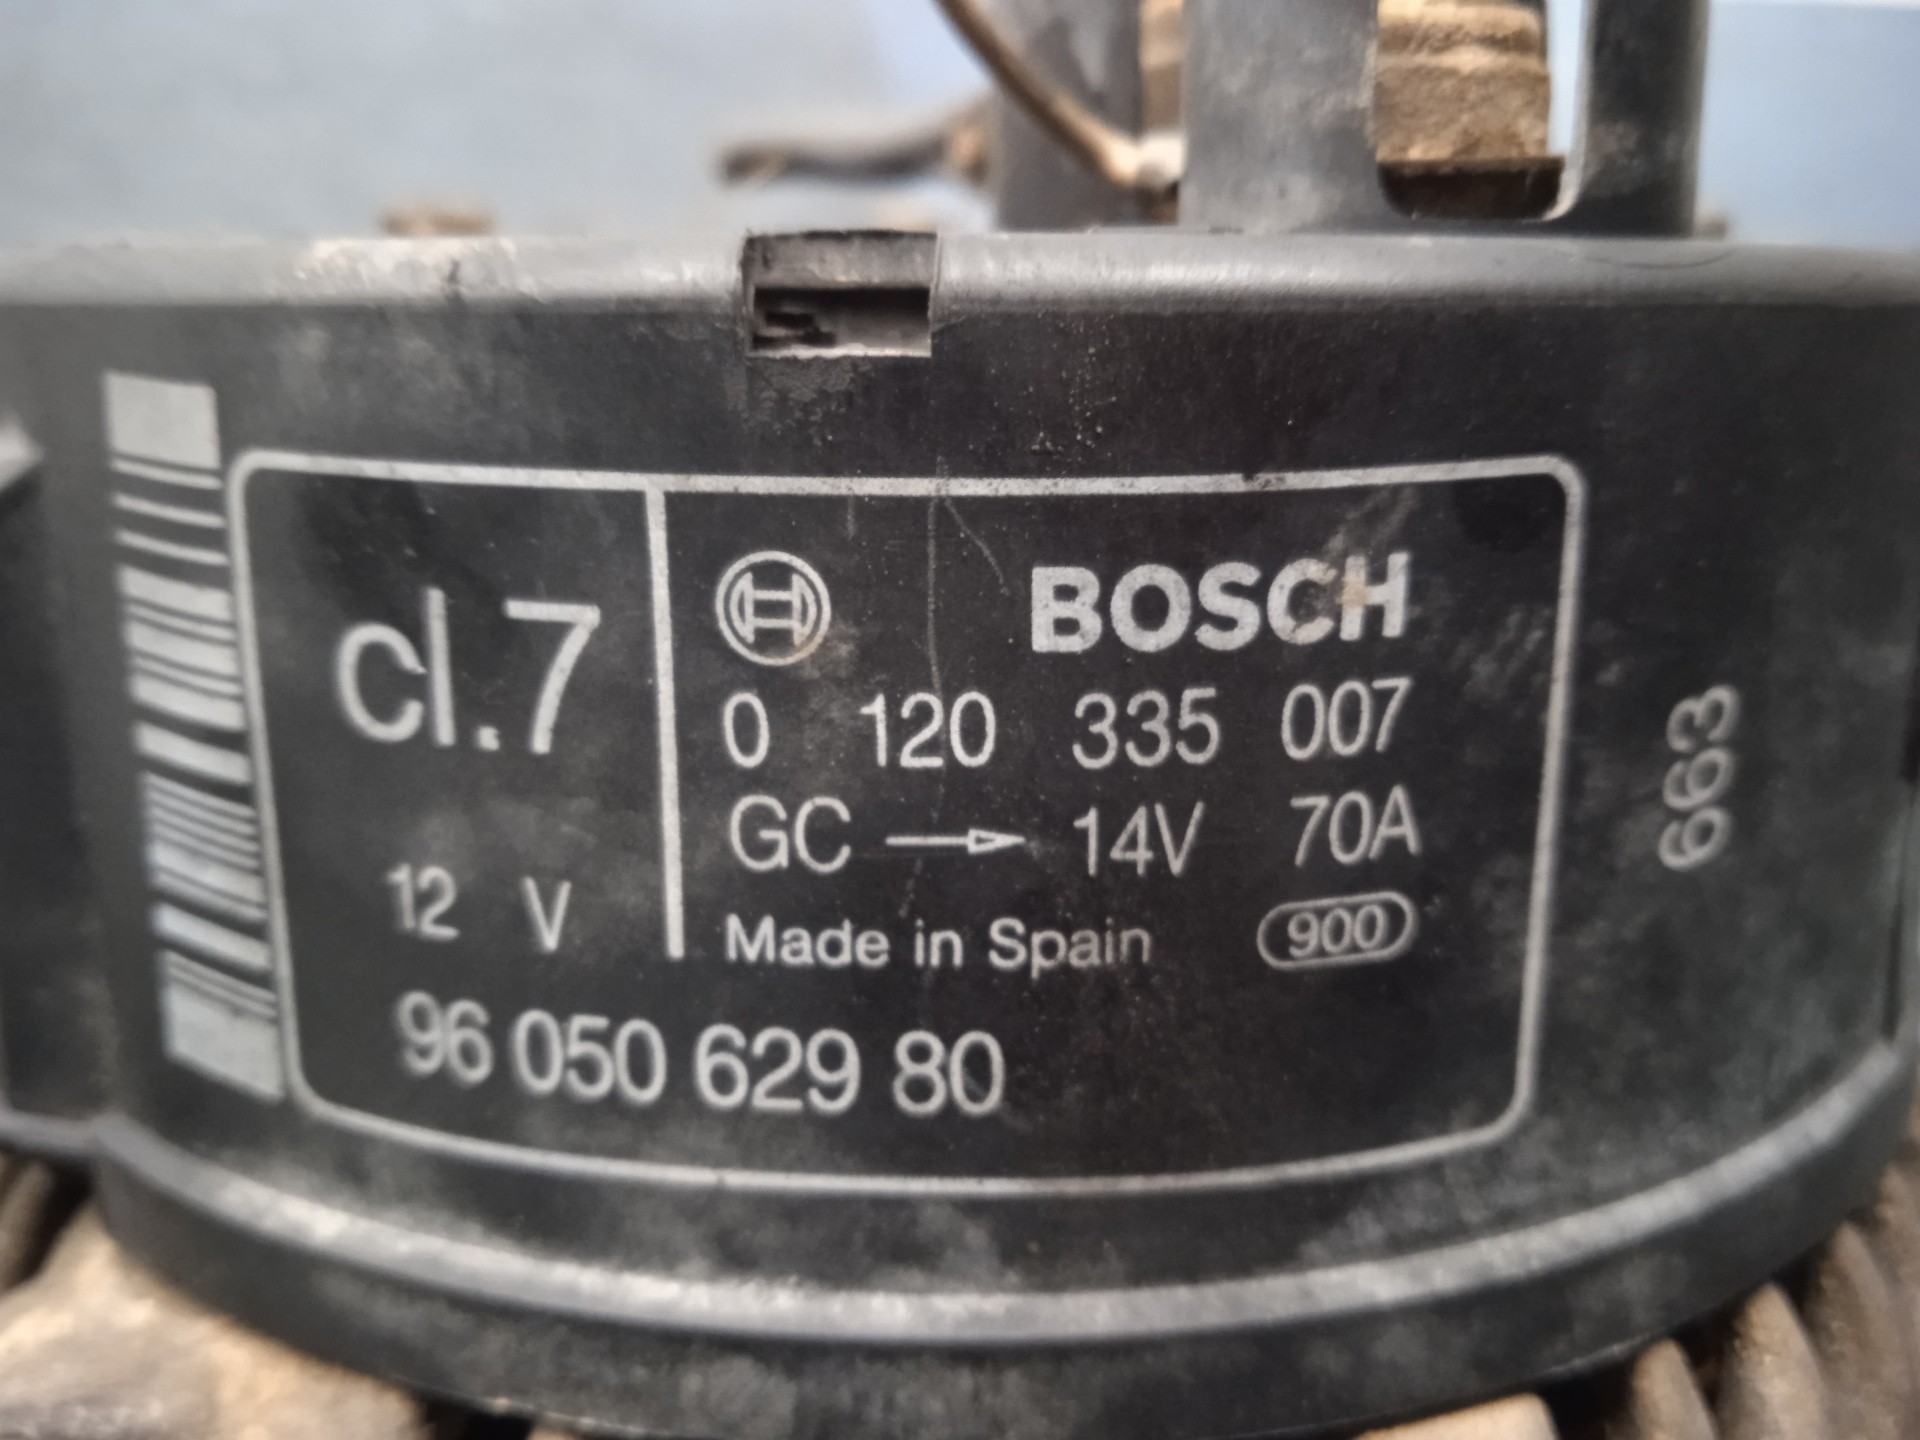 cl.7
12 V
BOSCH
0 120 335 007
GC 14V 70A
Made in Spain 900
96 050 629 80
663